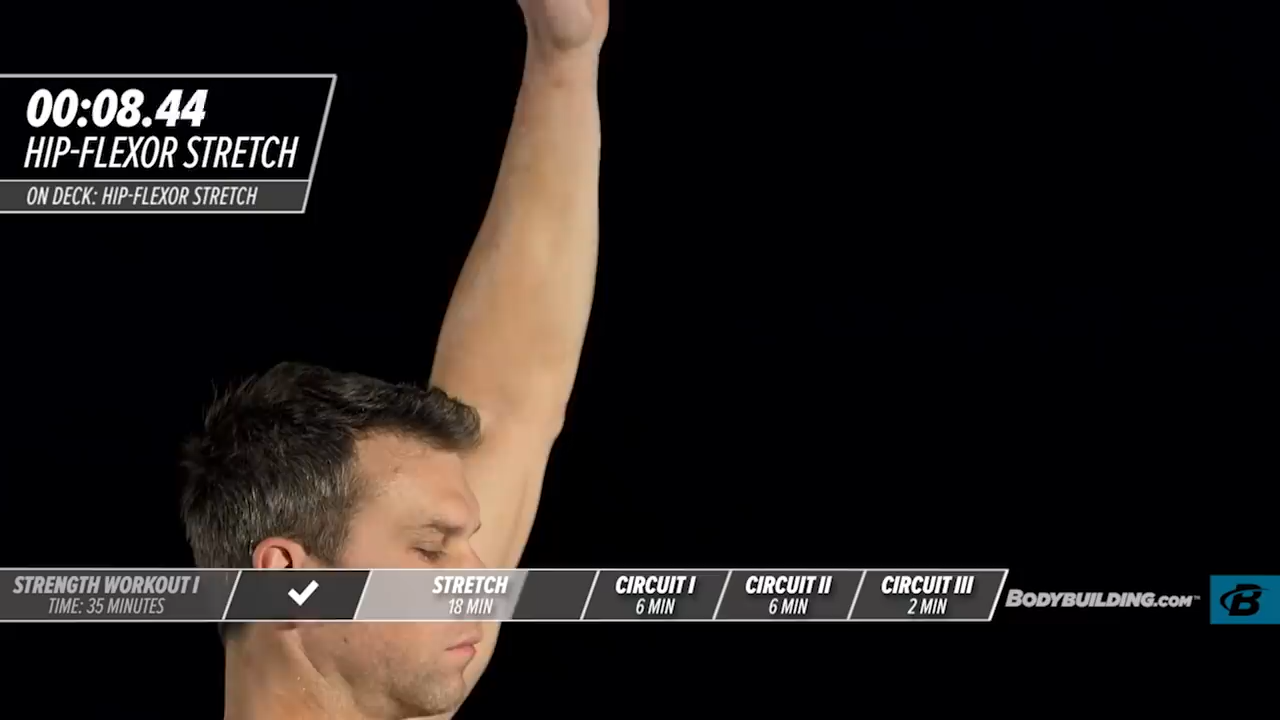 00:08.44
HIP-FLEXOR STRETCH
ON DECK: HIP-FLEXOR STRETCH
STRENGTH WORKOUT I
TIME: 35 MINUTES
STRETCH
18 MIN
CIRCUIT I
6 MIN
CIRCUIT II
6 MIN
CIRCUIT III
2 MIN
BODYBUILDING.com™
B